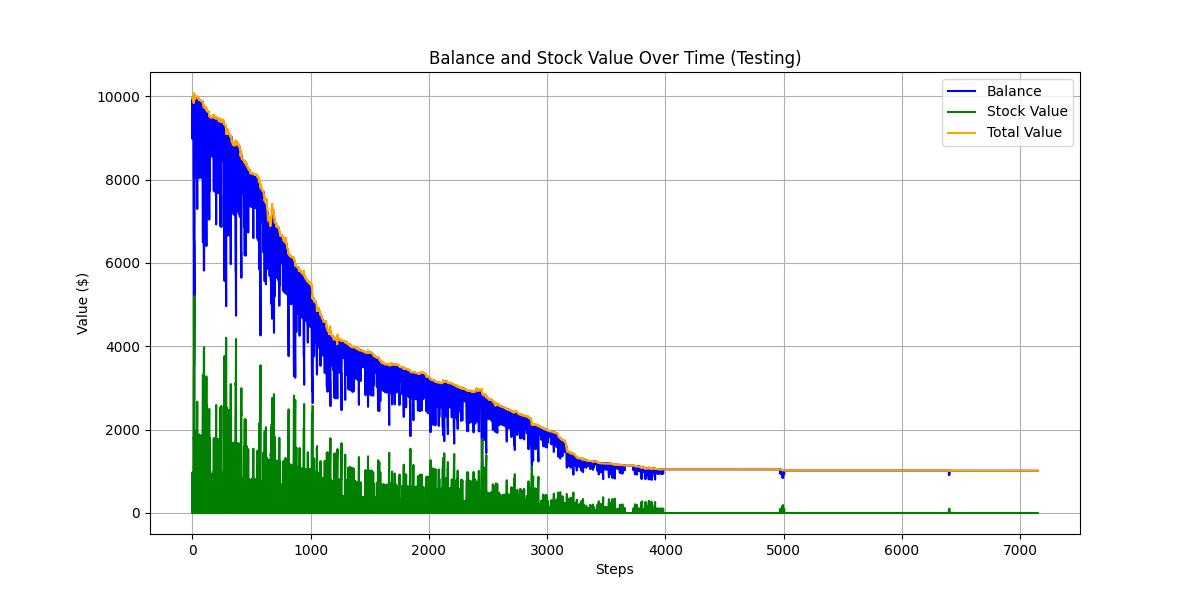 Balance and Stock Value Over Time (Testing)
Balance
Stock Value
Total Value
Value ($)
10000
8000
6000
4000
2000
0
0 1000 2000 3000 4000 5000 6000 7000
Steps